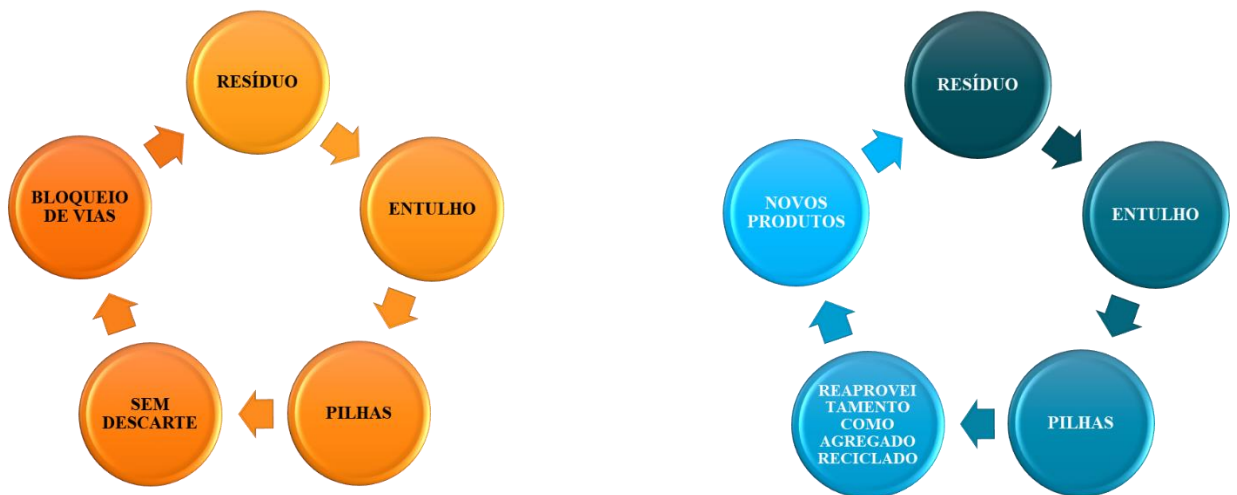 RESÍDUO
ENTULHO
PILHAS
SEM
DESCARTE
BLOQUEIO
DE VIAS
RESÍDUO
ENTULHO
PILHAS
REAPROVEI
TAMENTO
COMO
AGREGADO
RECICLADO
NOVOS
PRODUTOS